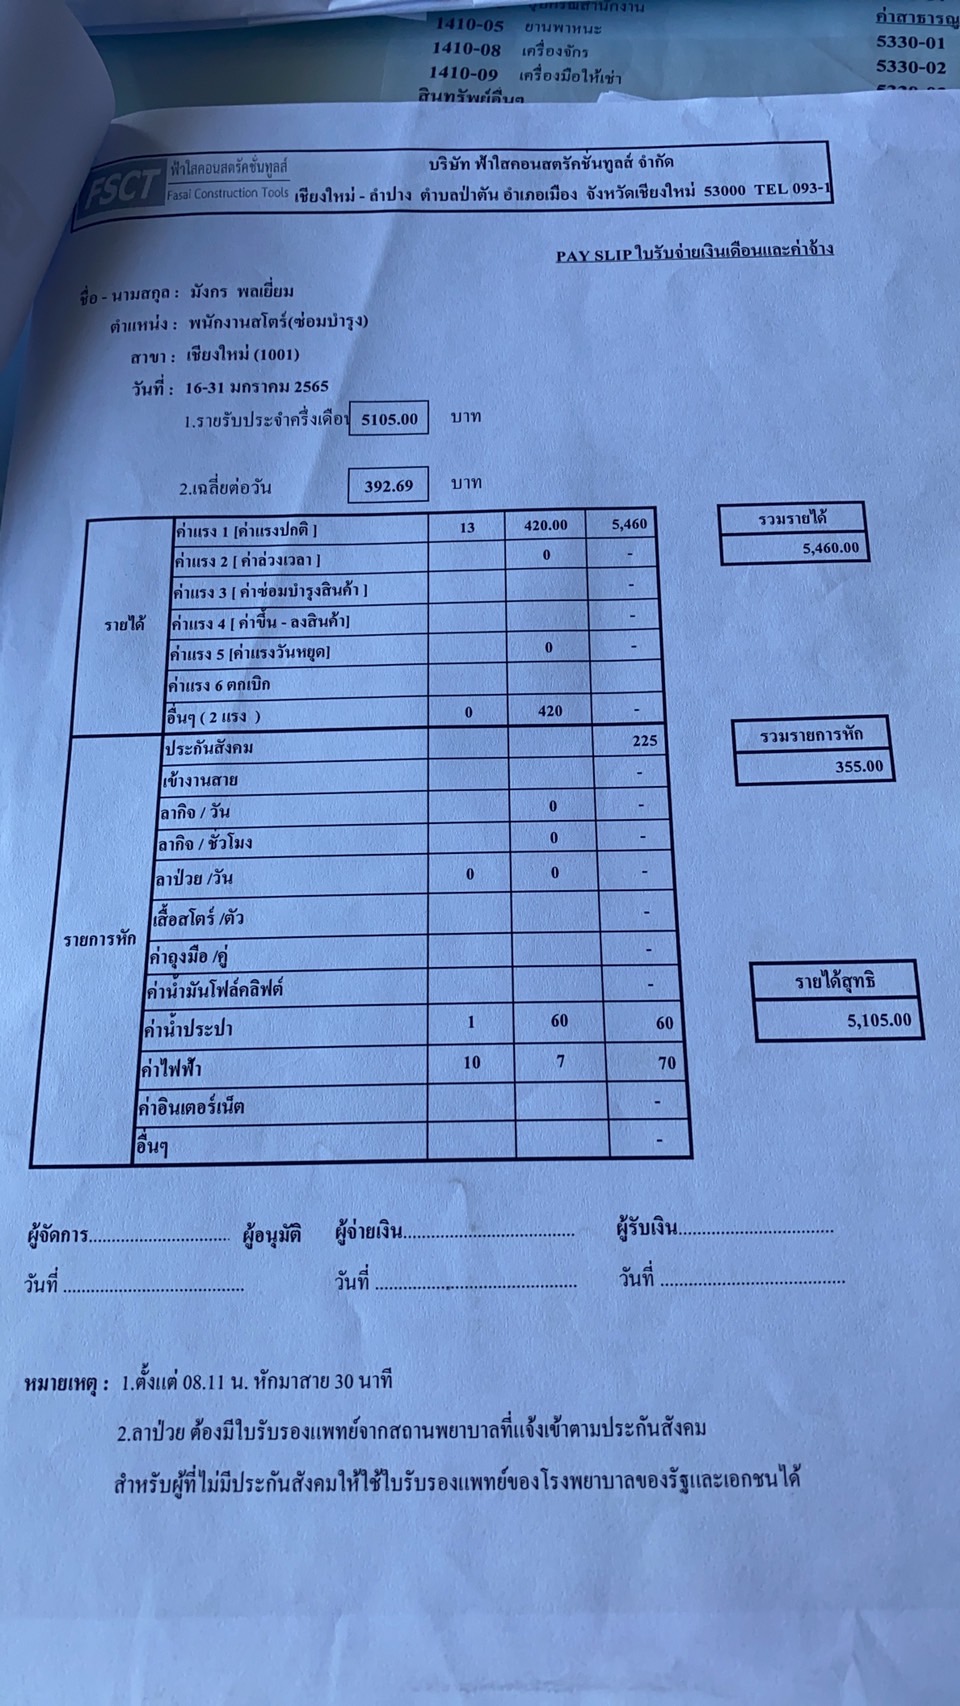 1410-05 ยานพาหนะ
1410-08 เครื่องจักร
1410-09 เครื่องมือให้เช่า
สินทรัพย์อื่นๆ
5330-01
5330-02
FSCT
ฟ้าใสคอนสตรัคชั่นทูลส์
Fasai Construction Tools
บริษัท ฟ้าใสคอนสตรัคชั่นทูลส์ จำกัด
เชียงใหม่ - ลำปาง ตำบลป่าตัน อำเภอเมือง จังหวัดเชียงใหม่ 53000 TEL 093-1
PAY SLIP ใบรับจ่ายเงินเดือนและค่าจ้าง
ชื่อ - นามสกุล : มังกร พลเยี่ยม
ตำแหน่ง : พนักงานสโตร์(ซ่อมบำรุง)
สาขา : เชียงใหม่ (1001)
วันที่ : 16-31 มกราคม 2565
1.รายรับประจำครึ่งเดือน 5105.00 บาท
2.เฉลี่ยต่อวัน 392.69 บาท
รายได้
ค่าแรง 1 [ค่าแรงปกติ ] 13 420.00 5,460
ค่าแรง 2 [ ค่าล่วงเวลา ] 0 -
ค่าแรง 3 [ ค่าซ่อมบำรุงสินค้า ] -
ค่าแรง 4 [ ค่าขึ้น - ลงสินค้า] -
ค่าแรง 5 [ค่าแรงวันหยุด] 0 -
ค่าแรง 6 ตกเบิก
อื่นๆ ( 2 แรง ) 0 420 -
รวมรายได้
5,460.00
รายการหัก
ประกันสังคม 225
เข้างานสาย -
ลากิจ / วัน 0 -
ลากิจ / ชั่วโมง 0 -
ลาป่วย /วัน 0 0 -
เสื้อสโตร์ /ตัว -
ค่าถุงมือ /คู่ -
ค่าน้ำมันโฟล์คลิฟต์ -
ค่าน้ำประปา 1 60 60
ค่าไฟฟ้า 10 7 70
ค่าอินเตอร์เน็ต -
อื่นๆ -
รวมรายการหัก
355.00
รายได้สุทธิ
5,105.00
ผู้จัดการ.............................. ผู้อนุมัติ ผู้จ่ายเงิน..................................... ผู้รับเงิน.................................
วันที่ ....................................... วันที่ ........................................... วันที่ .......................................
หมายเหตุ : 1.ตั้งแต่ 08.11 น. หักมาสาย 30 นาที
2.ลาป่วย ต้องมีใบรับรองแพทย์จากสถานพยาบาลที่แจ้งเข้าตามประกันสังคม
สำหรับผู้ที่ไม่มีประกันสังคมให้ใช้ใบรับรองแพทย์ของโรงพยาบาลของรัฐและเอกชนได้